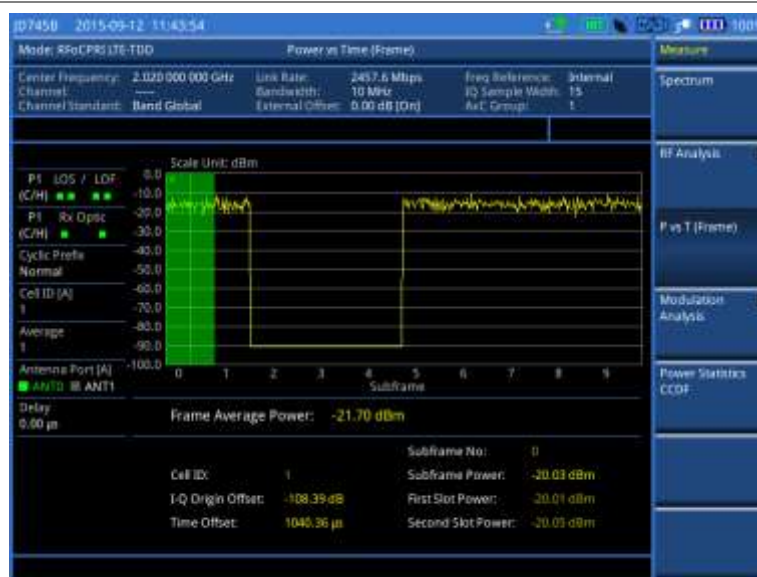 JD745B 2015-09-12 11:43:54 100%
Mode: RFoCPRI LTE-TDD Power vs Time (Frame) Measure
Center Frequency: 2.020 000 000 GHz Link Rate: 2457.6 Mbps Freq Reference: Internal
Channel: ---- Bandwidth: 10 MHz IQ Sample Width: 15
Channel Standard: Band Global External Offset: 0.00 dB [On] AxC Group: 1
Spectrum
RF Analysis
P vs T (Frame)
Modulation
Analysis
Power Statistics
CCDF
Scale Unit: dBm
P1 LOS / LOF
(C/H)
P1 Rx Optic
(C/H)
Cyclic Prefix
Normal
Cell ID [A]
1
Average
1
Antenna Port [A]
ANT0 ANT1
Delay
0.00 µs
0.0
-10.0
-20.0
-30.0
-40.0
-50.0
-60.0
-70.0
-80.0
-90.0
-100.0
0 1 2 3 4 5 6 7 8 9
Subframe
Frame Average Power: -21.70 dBm
Subframe No: 0
Cell ID: 1 Subframe Power: -20.03 dBm
I-Q Origin Offset: -108.39 dB First Slot Power: -20.01 dBm
Time Offset: 1040.36 µs Second Slot Power: -20.05 dBm